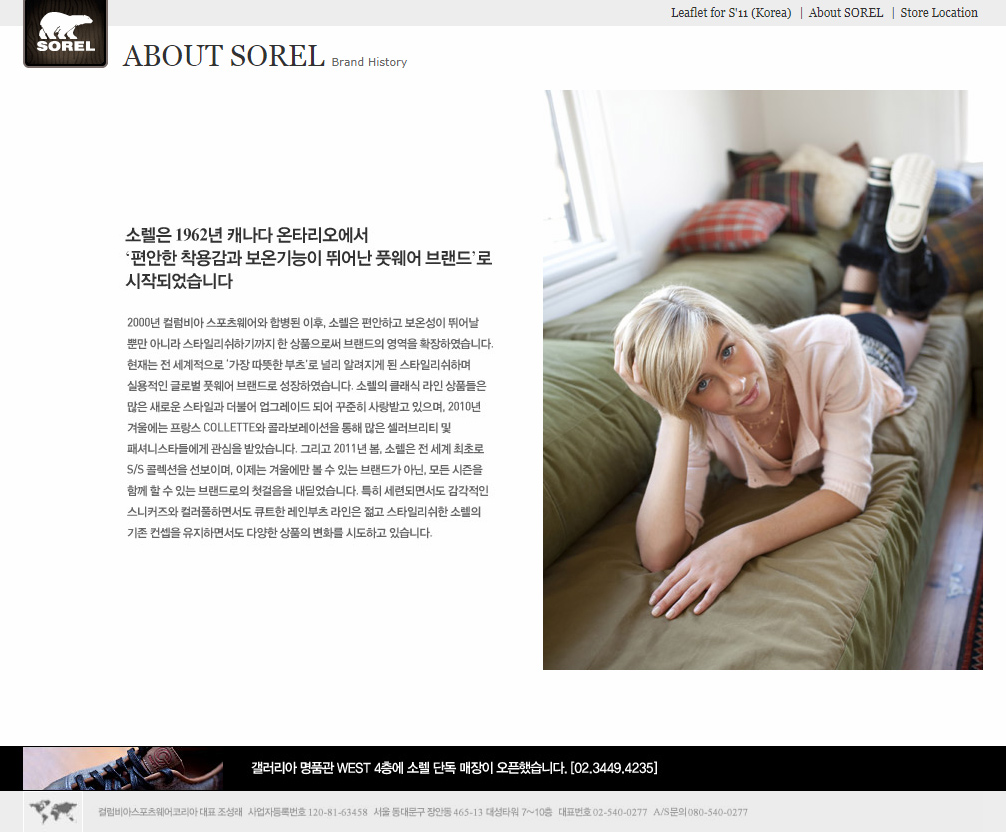 Leaflet for S'11 (Korea) | About SOREL | Store Location
SOREL
ABOUT SOREL Brand History
소렐은 1962년 캐나다 온타리오에서
‘편안한 착용감과 보온기능이 뛰어난 풋웨어 브랜드’로
시작되었습니다
2000년 컬럼비아 스포츠웨어와 합병된 이후, 소렐은 편안하고 보온성이 뛰어날
뿐만 아니라 스타일리쉬하기까지 한 상품으로써 브랜드의 영역을 확장하였습니다.
현재는 전 세계적으로 '가장 따뜻한 부츠'로 널리 알려지게 된 스타일리쉬하며
실용적인 글로벌 풋웨어 브랜드로 성장하였습니다. 소렐의 클래식 라인 상품들은
많은 새로운 스타일과 더불어 업그레이드 되어 꾸준히 사랑받고 있으며, 2010년
겨울에는 프랑스 COLLETTE와 콜라보레이션을 통해 많은 셀러브리티 및
패셔니스타들에게 관심을 받았습니다. 그리고 2011년 봄, 소렐은 전 세계 최초로
S/S 콜렉션을 선보이며, 이제는 겨울에만 볼 수 있는 브랜드가 아닌, 모든 시즌을
함께 할 수 있는 브랜드로의 첫걸음을 내딛었습니다. 특히 세련되면서도 감각적인
스니커즈와 컬러풀하면서도 큐트한 레인부츠 라인은 젊고 스타일리쉬한 소렐의
기존 컨셉을 유지하면서도 다양한 상품의 변화를 시도하고 있습니다.
갤러리아 명품관 WEST 4층에 소렐 단독 매장이 오픈했습니다. [02.3449.4235]
컬럼비아스포츠웨어코리아 대표 조성래 사업자등록번호 120-81-63458 서울 동대문구 장안동 465-13 대성타워 7~10층 대표번호 02-540-0277 A/S문의 080-540-0277